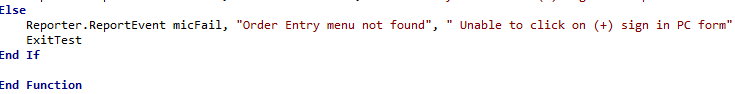 Else
Reporter.ReportEvent micFail, "Order Entry menu not found", " Unable to click on (+) sign in PC form"
ExitTest
End If
End Function